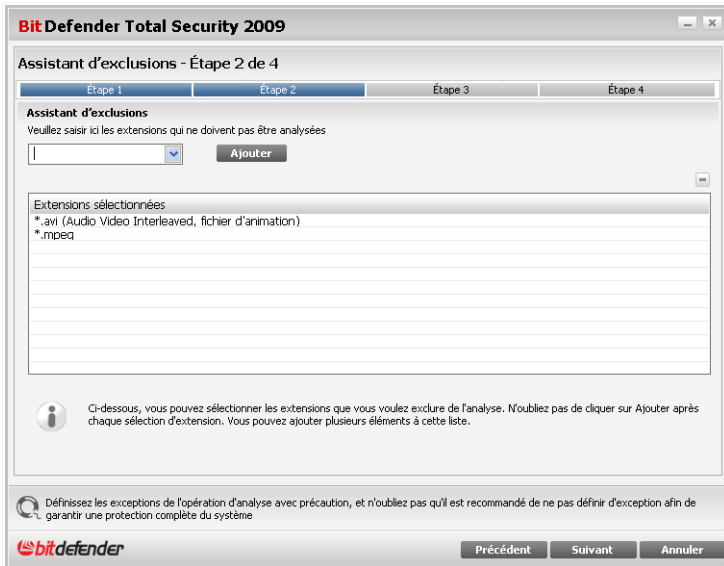 BitDefender Total Security 2009
Assistant d'exclusions - Étape 2 de 4
Étape 1 Étape 2 Étape 3 Étape 4
Assistant d'exclusions
Veuillez saisir ici les extensions qui ne doivent pas être analysées
Ajouter
Extensions sélectionnées
*.avi (Audio Video Interleaved, fichier d'animation)
*.mpeg
Ci-dessous, vous pouvez sélectionner les extensions que vous voulez exclure de l'analyse. N'oubliez pas de cliquer sur Ajouter après
chaque sélection d'extension. Vous pouvez ajouter plusieurs éléments à cette liste.
Définissez les exceptions de l'opération d'analyse avec précaution, et n'oubliez pas qu'il est recommandé de ne pas définir d'exception afin de
garantir une protection complète du système
bitdefender
Précédent Suivant Annuler